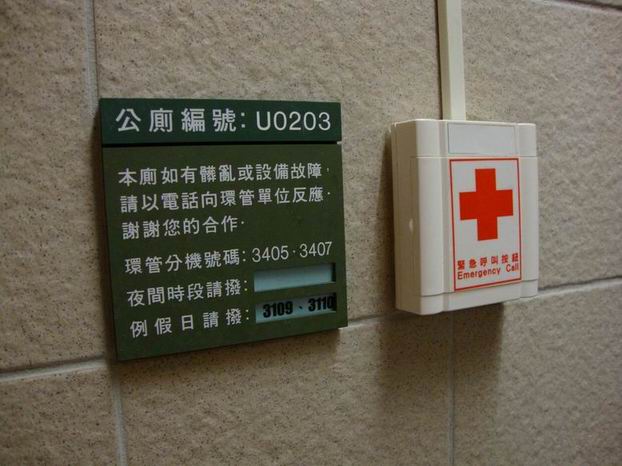 公廁編號：U0203
本廁如有髒亂或設備故障，
請以電話向環管單位反應。
謝謝您的合作。
環管分機號碼：3405．3407
夜間時段請撥：
例假日請撥：3109、3110
緊急呼叫按鈕
Emergency Call